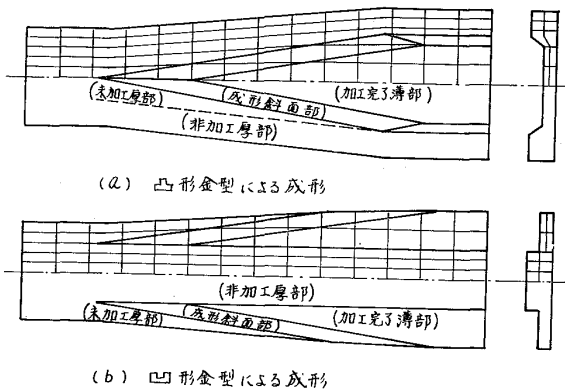 (未加工厚部)
(成形斜面部)
(加工完了薄部)
(非加工厚部)
(a) 凸形金型による成形
(非加工厚部)
(未加工厚部)
(成形斜面部)
(加工完了薄部)
(b) 凹形金型による成形